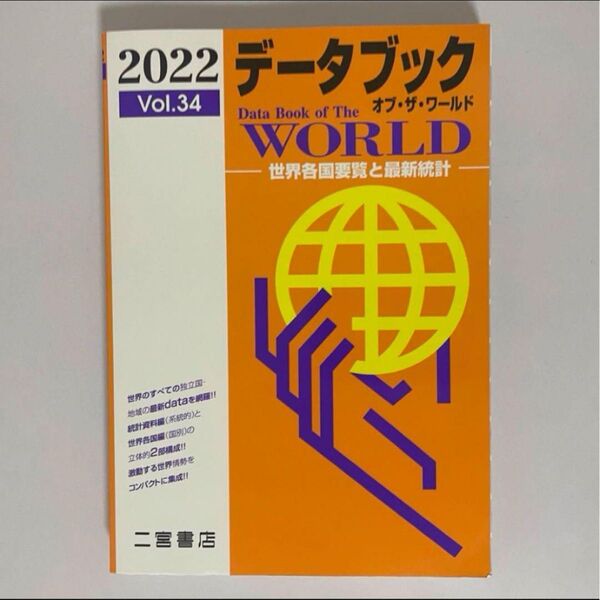 2022
Vol.34
データブック
オブ・ザ・ワールド
Data Book of The
WORLD
世界各国要覧と最新統計
世界のすべての独立国・
地域の最新dataを網羅!!
統計資料編(系統的)と
世界各国編(国別)の
立体的2部構成!!
激動する世界情勢を
コンパクトに集成!!
二宮書店